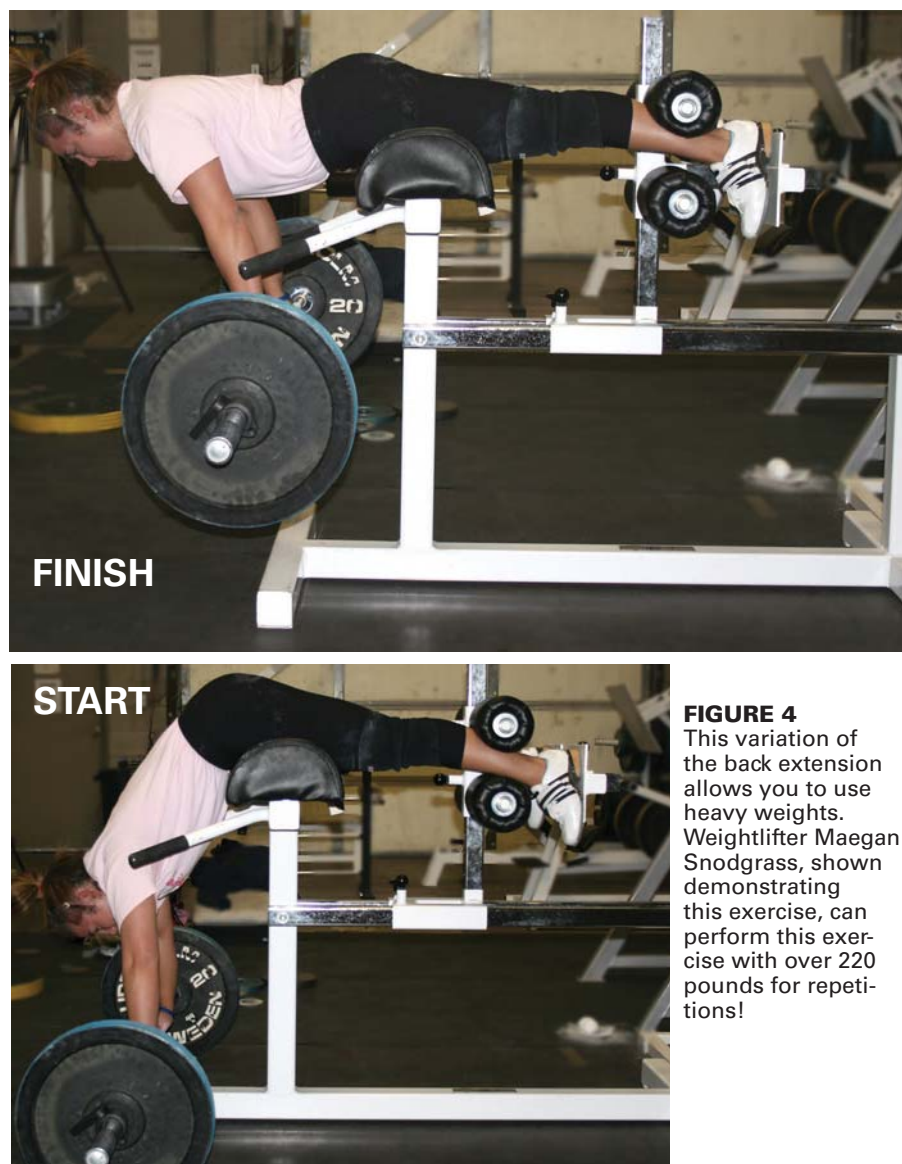 20
FINISH
START
20
FIGURE 4
This variation of
the back extension
allows you to use
heavy weights.
Weightlifter Maegan
Snodgrass, shown
demonstrating
this exercise, can
perform this exer-
cise with over 220
pounds for repeti-
tions!